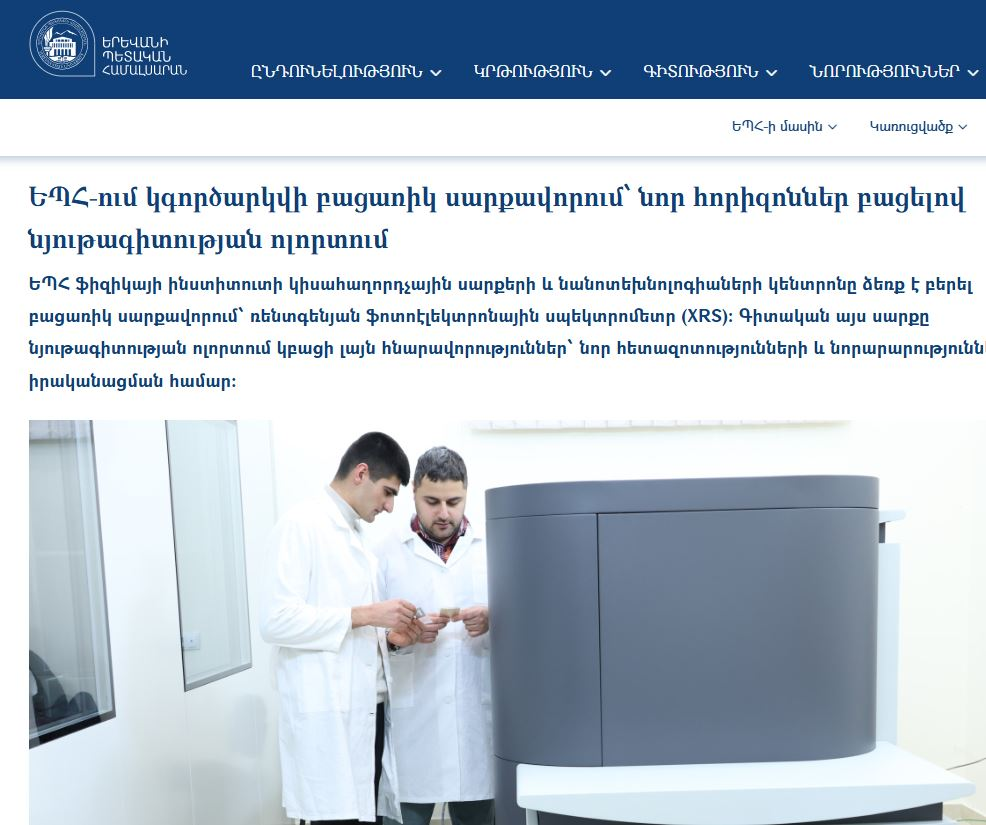 ԵՐԵՎԱՆԻ
ՊԵՏԱԿԱՆ
ՀԱՄԱԼՍԱՐԱՆ
ԸՆԴՈՒՆԵԼՈՒԹՅՈՒՆ ԿՐԹՈՒԹՅՈՒՆ ԳԻՏՈՒԹՅՈՒՆ ՆՈՐՈՒԹՅՈՒՆՆԵՐ
ԵՊՀ-ի մասին Կառուցվածք
ԵՊՀ-ում կգործարկվի բացառիկ սարքավորում՝ նոր հորիզոններ բացելով
նյութագիտության ոլորտում
ԵՊՀ ֆիզիկայի ինստիտուտի կիսահաղորդչային սարքերի և նանոտեխնոլոգիաների կենտրոնը ձեռք է բերել
բացառիկ սարքավորում՝ ռենտգենյան ֆոտոէլեկտրոնային սպեկտրոմետր (XRS)։ Գիտական այս սարքը
նյութագիտության ոլորտում կբացի լայն հնարավորություններ՝ նոր հետազոտությունների և
իրականացման համար։